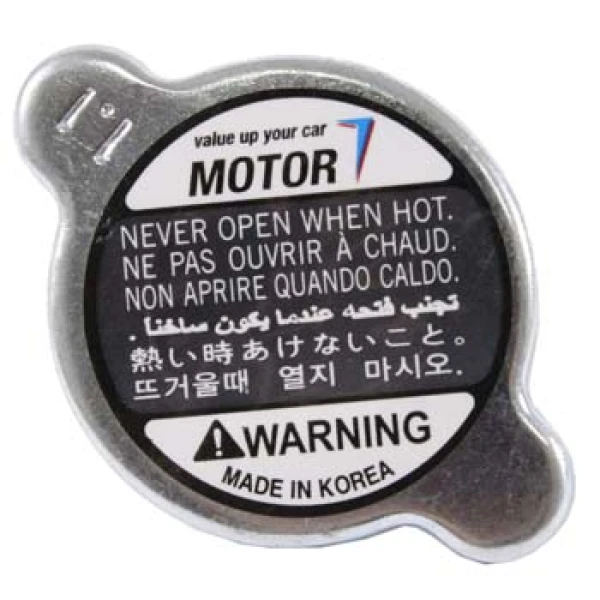 value up your car
MOTOR 7
NEVER OPEN WHEN HOT.
NE PAS OUVRIR À CHAUD.
NON APRIRE QUANDO CALDO.
تجنب فتحه عندما يكون ساخناً.
熱い時あけないこと。
뜨거울때 열지 마시오.
WARNING
MADE IN KOREA